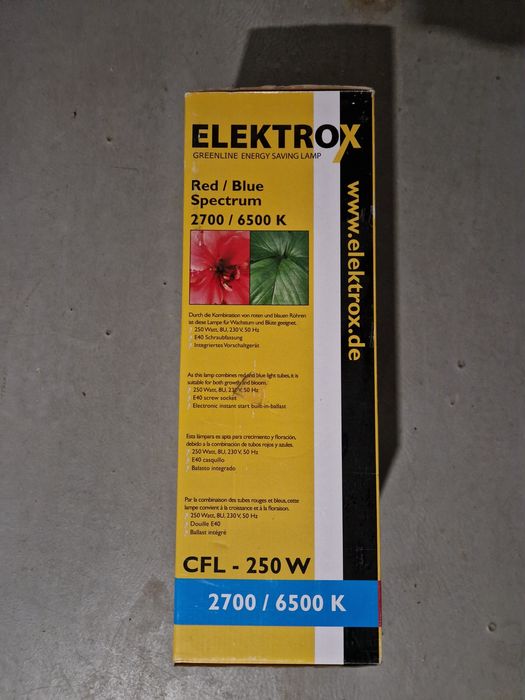 ELEKTROX
GREENLINE ENERGY SAVING LAMP
Red / Blue
Spectrum
2700 / 6500 K
www.elektrox.de
Durch die Kombination von roten und blauen Röhren
ist diese Lampe für Wachstum und Blüte geeignet.
250 Watt, 8U, 230V, 50 Hz
E40 Schraubfassung
Integriertes Vorschaltgerät
As this lamp combines red and blue light tubes, it is
suitable for both growth and bloom.
250 Watt, 8U, 230V, 50 Hz
E40 screw socket
Electronic instant start built-in-ballast
Esta lámpara es apta para crecimiento y floración,
debido a la combinación de tubos rojos y azules.
250 Watt, 8U, 230V, 50 Hz
E40 casquillo
Balasto integrado
Par la combinaison des tubes rouges et bleus, cette
lampe convient à la croissance et à la floraison.
250 Watt, 8U, 230V, 50 Hz
Douille E40
Ballast intégré
CFL - 250 W
2700 / 6500 K